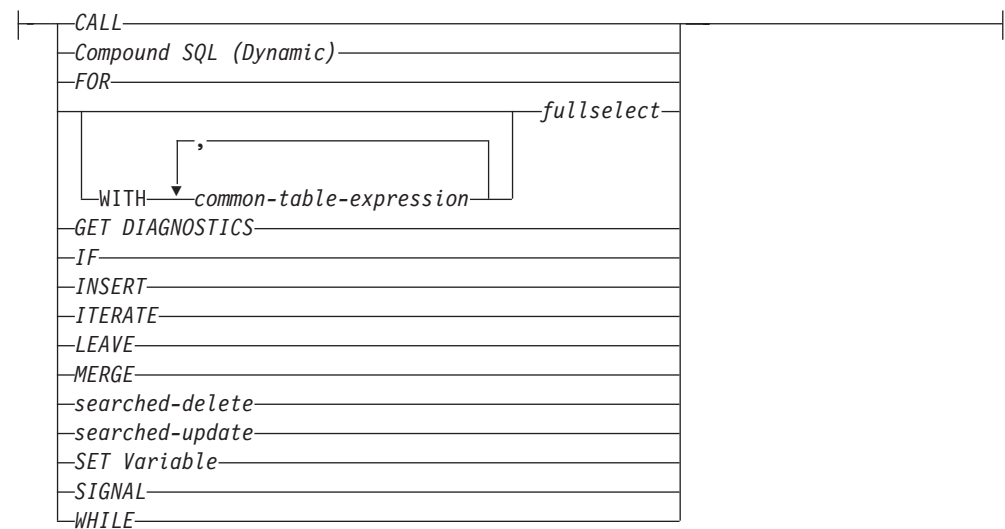 CALL
Compound SQL (Dynamic)
FOR
fullselect
,
WITH common-table-expression
GET DIAGNOSTICS
IF
INSERT
ITERATE
LEAVE
MERGE
searched-delete
searched-update
SET Variable
SIGNAL
WHILE